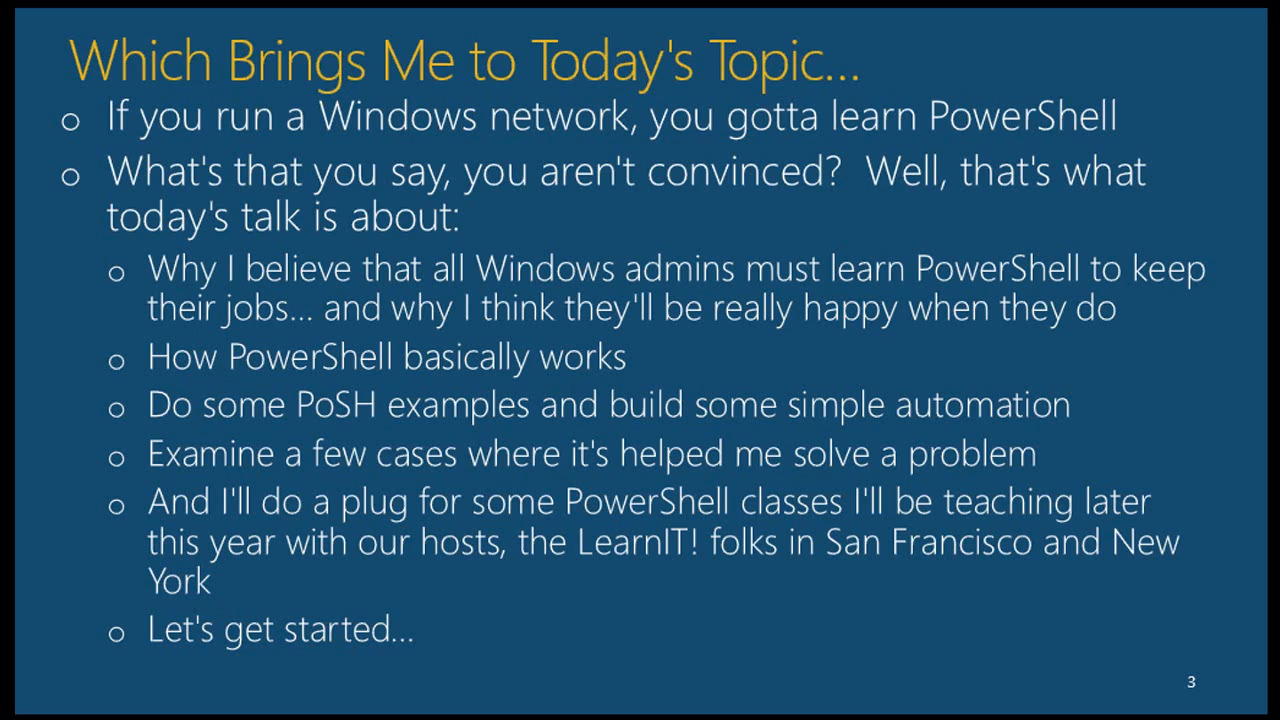 Which Brings Me to Today's Topic...
o If you run a Windows network, you gotta learn PowerShell
o What's that you say, you aren't convinced?  Well, that's what
today's talk is about:
o Why I believe that all Windows admins must learn PowerShell to keep
their jobs... and why I think they'll be really happy when they do
o How PowerShell basically works
o Do some PoSH examples and build some simple automation
o Examine a few cases where it's helped me solve a problem
o And I'll do a plug for some PowerShell classes I'll be teaching later
this year with our hosts, the LearnIT! folks in San Francisco and New
York
o Let's get started...
3